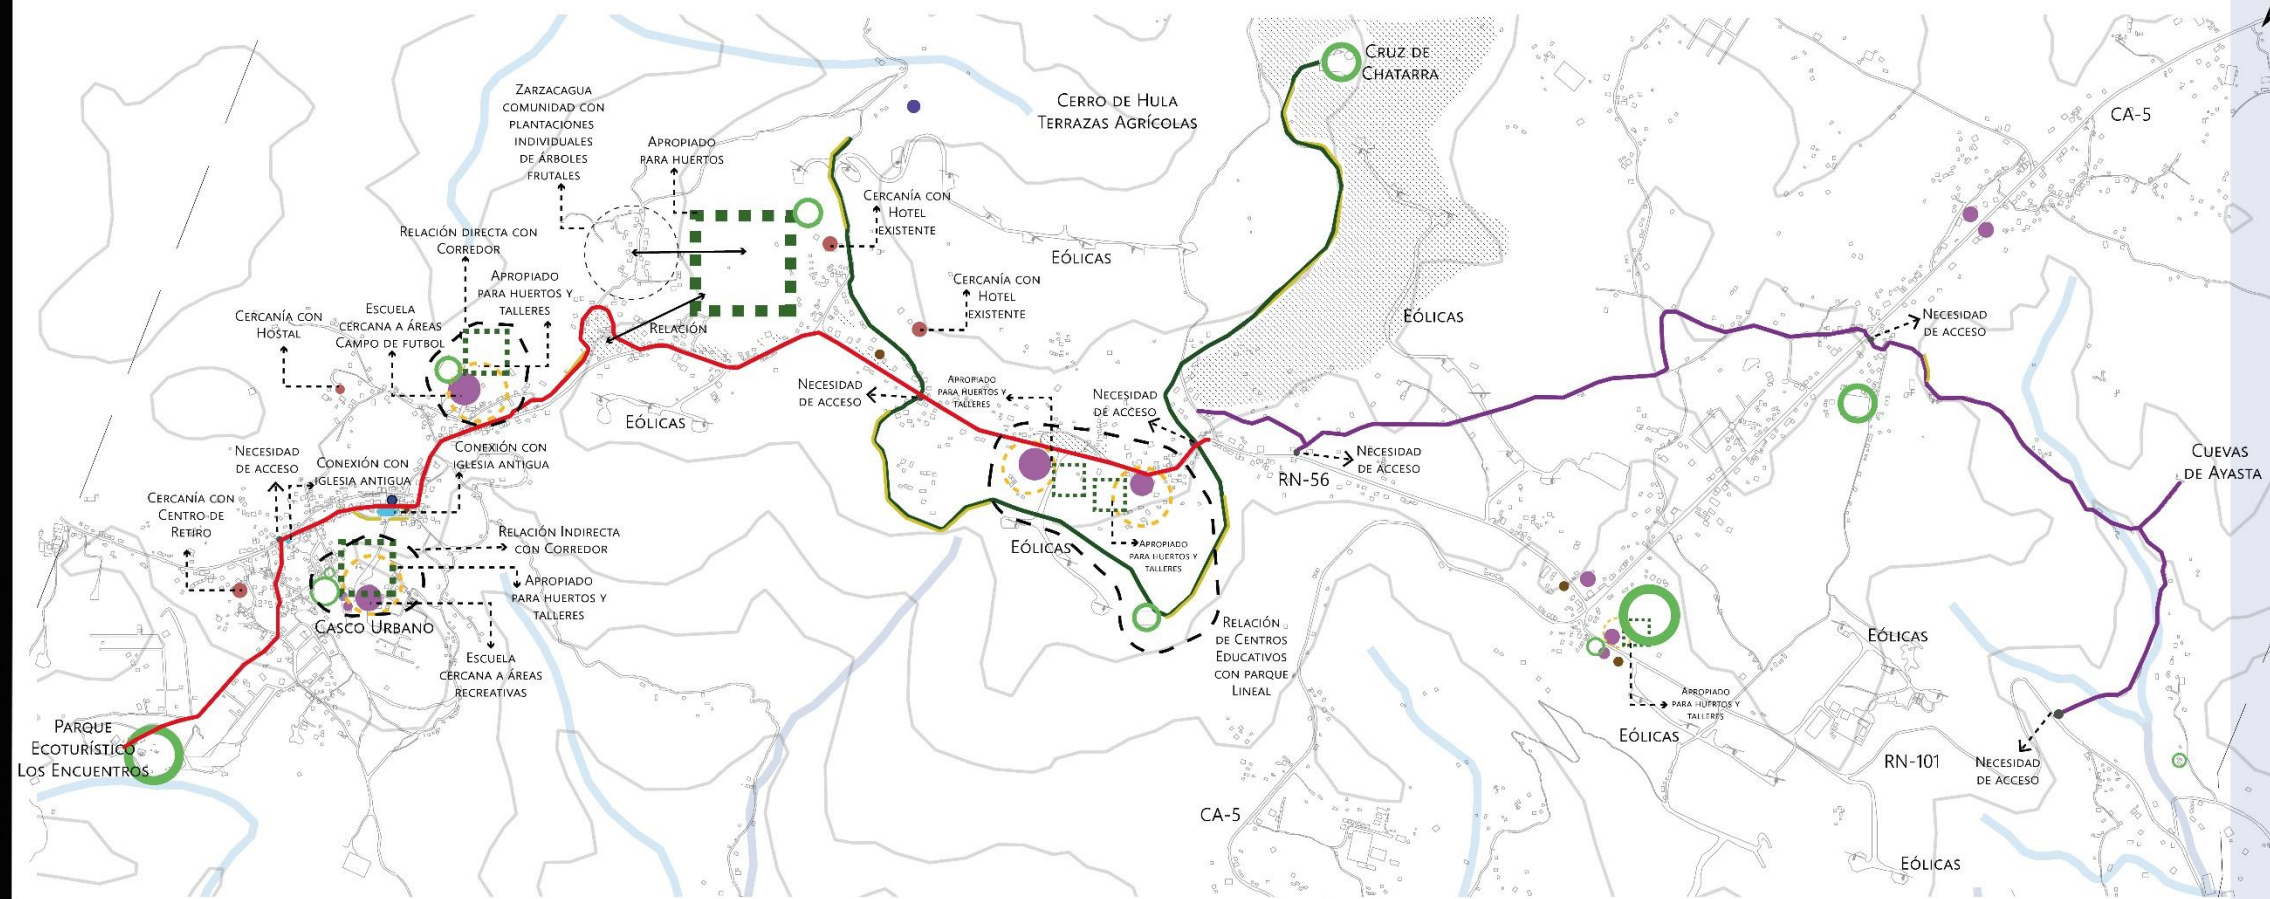 Zarzacagua
comunidad con
plantaciones
individuales
de árboles
frutales
Apropiado
para huertos
Cercanía con
Hotel
existente
Cerro de Hula
Terrazas Agrícolas
Cruz de
Chatarra
CA-5
Relación directa con
Corredor
Apropiado
para huertos y
talleres
Escuela
cercana a áreas
Campo de futbol
Cercanía con
Hostal
Relación
Cercanía con
Hotel
existente
Eólicas
Eólicas
Necesidad
de acceso
Eólicas
Necesidad
de acceso
Apropiado
para huertos y
talleres
Necesidad
de acceso
Necesidad
de acceso
Conexión con
iglesia antigua
Conexión con
iglesia antigua
Cercanía con
Centro de
Retiro
Necesidad
de acceso
RN-56
Cuevas
de Ayasta
Relación Indirecta
con Corredor
Apropiado
para huertos y
talleres
Casco Urbano
Escuela
cercana a áreas
recreativas
Eólicas
Apropiado
para huertos y
talleres
Relación
de Centros
Educativos
con parque
Lineal
Eólicas
Apropiado
para huertos y
talleres
Eólicas
RN-101
Necesidad
de acceso
Parque
Ecoturístico
Los Encuentros
CA-5
Eólicas